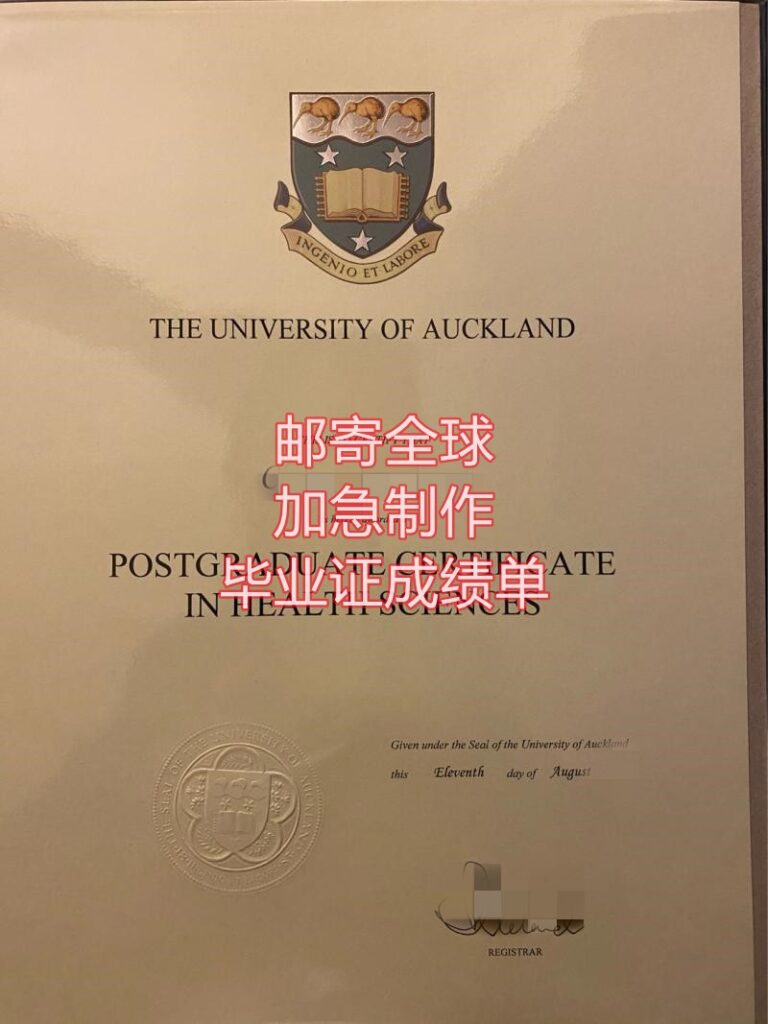 INGENIO ET LABORE
THE UNIVERSITY OF AUCKLAND
邮寄全球
加急制作
POSTGRADUATE CERTIFICATE
毕业证成绩单
IN HEALTH SCIENCES
Given under the Seal of the University of Auckland
this Eleventh day of August
REGISTRAR